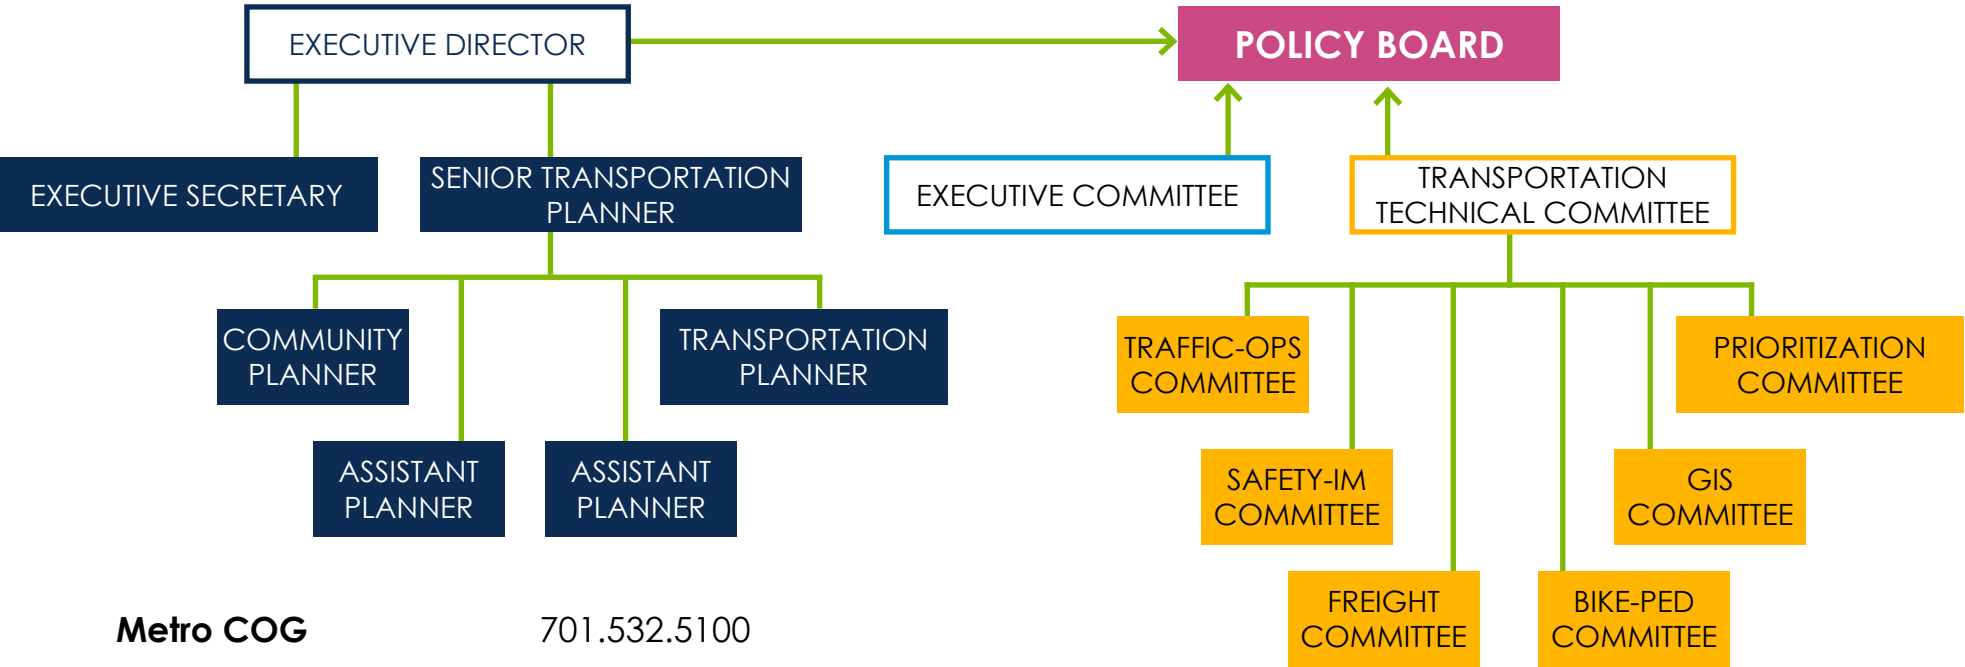 EXECUTIVE DIRECTOR
POLICY BOARD
EXECUTIVE SECRETARY
SENIOR TRANSPORTATION
PLANNER
EXECUTIVE COMMITTEE
TRANSPORTATION
TECHNICAL COMMITTEE
COMMUNITY
PLANNER
TRANSPORTATION
PLANNER
TRAFFIC-OPS
COMMITTEE
PRIORITIZATION
COMMITTEE
ASSISTANT
PLANNER
ASSISTANT
PLANNER
SAFETY-IM
COMMITTEE
GIS
COMMITTEE
FREIGHT
COMMITTEE
BIKE-PED
COMMITTEE
Metro COG
701.532.5100